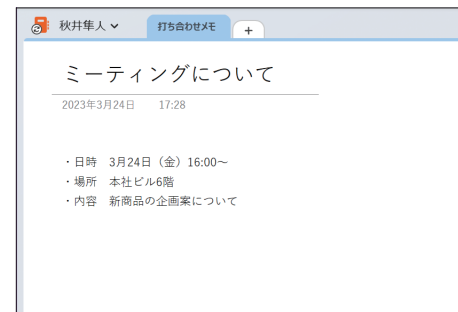 秋井隼人
打ち合わせメモ
+
ミーティングについて
2023年3月24日 17:28
・日時 3月24日（金）16:00～
・場所 本社ビル6階
・内容 新商品の企画案について